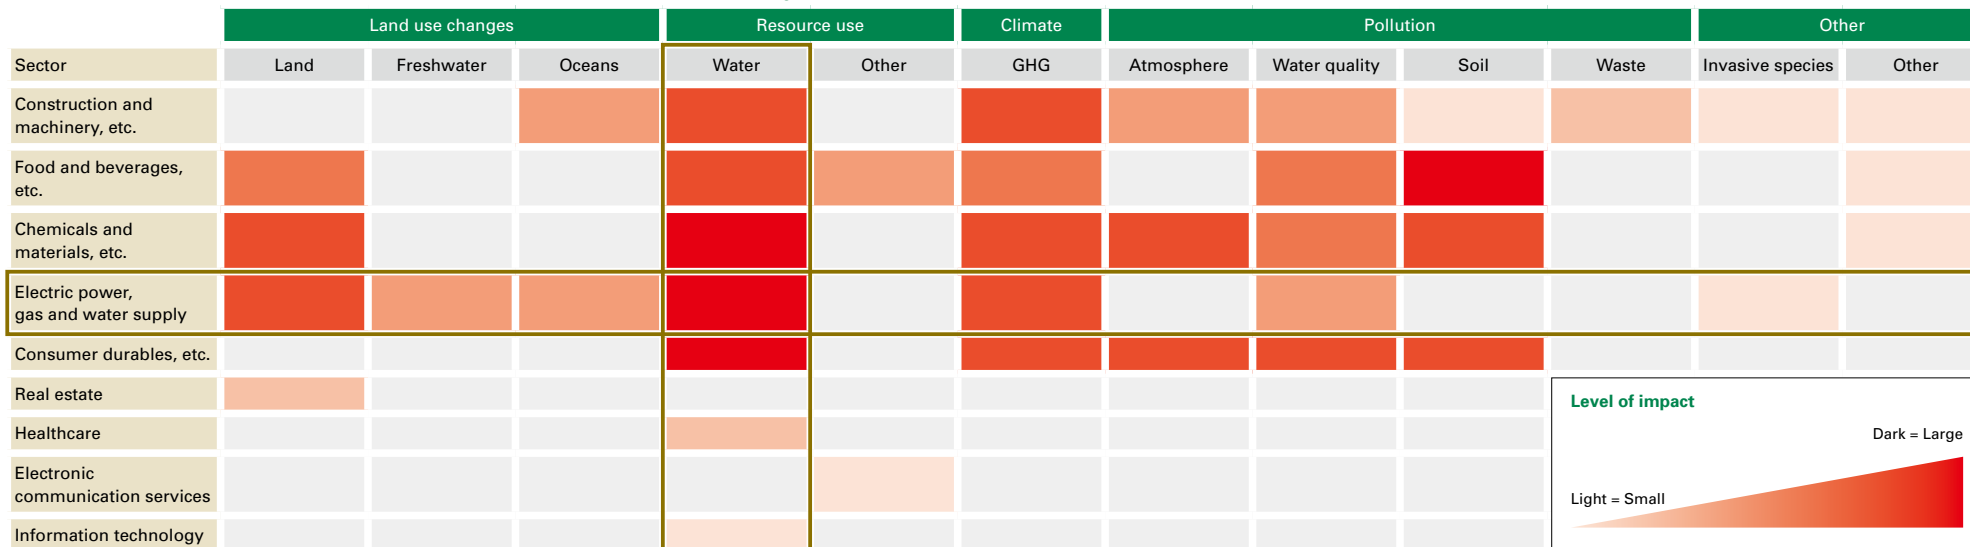 Land use changes
Resource use
Climate
Pollution
Other
Sector
Land
Freshwater
Oceans
Water
Other
GHG
Atmosphere
Water quality
Soil
Waste
Invasive species
Other
Construction and
machinery, etc.
Food and beverages,
etc.
Chemicals and
materials, etc.
Electric power,
gas and water supply
Consumer durables, etc.
Real estate
Healthcare
Electronic
communication services
Information technology
Level of impact
Dark = Large
Light = Small